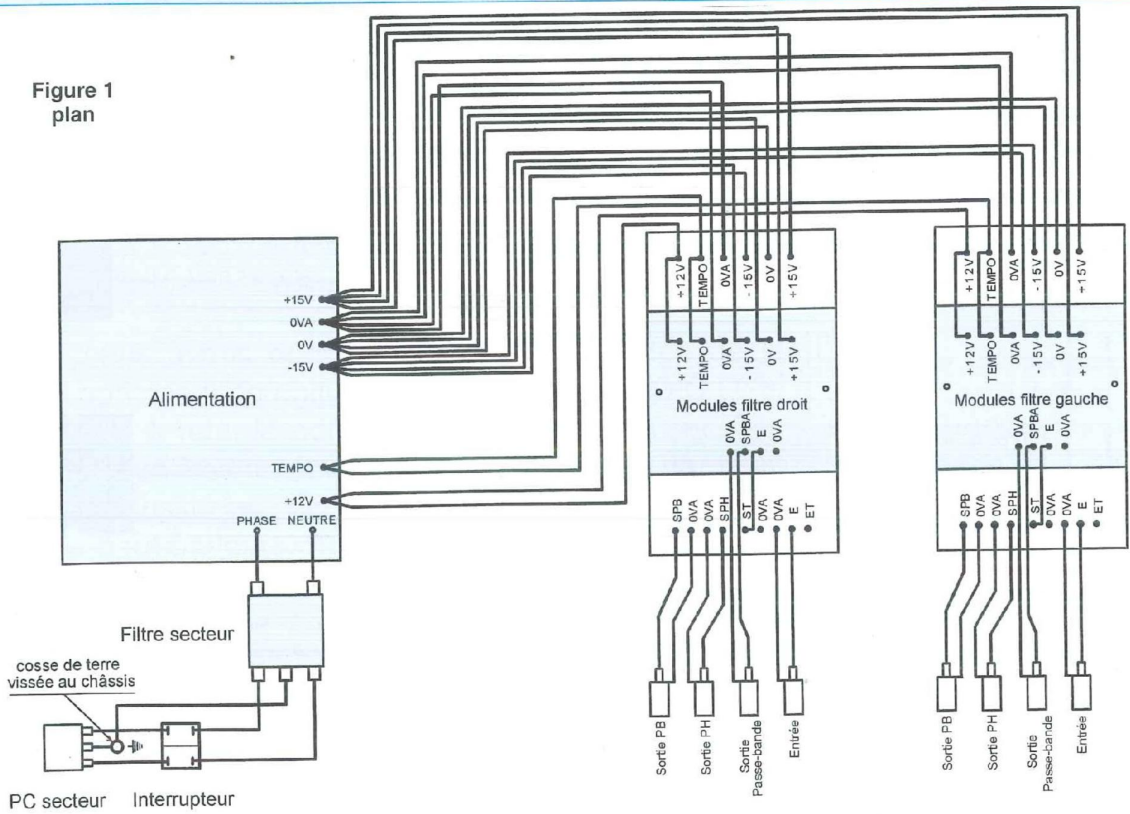 Figure 1
plan
+15V
0VA
0V
-15V
Alimentation
TEMPO
+12V
PHASE NEUTRE
Filtre secteur
cosse de terre
vissée au châssis
PC secteur
Interrupteur
+12V
TEMPO
0VA
-15V
0V
+15V
+12V
TEMPO
0VA
-15V
0V
+15V
Modules filtre droit
0VA
SPBA
E
0VA
SPB
0VA
0VA
SPH
ST
0VA
0VA
E
ET
Sortie PB
Sortie PH
Sortie
Passe-bande
Entrée
+12V
TEMPO
0VA
-15V
0V
+15V
+12V
TEMPO
0VA
-15V
0V
+15V
Modules filtre gauche
0VA
SPBA
E
0VA
SPB
0VA
0VA
SPH
ST
0VA
0VA
E
ET
Sortie PB
Sortie PH
Sortie
Passe-bande
Entrée